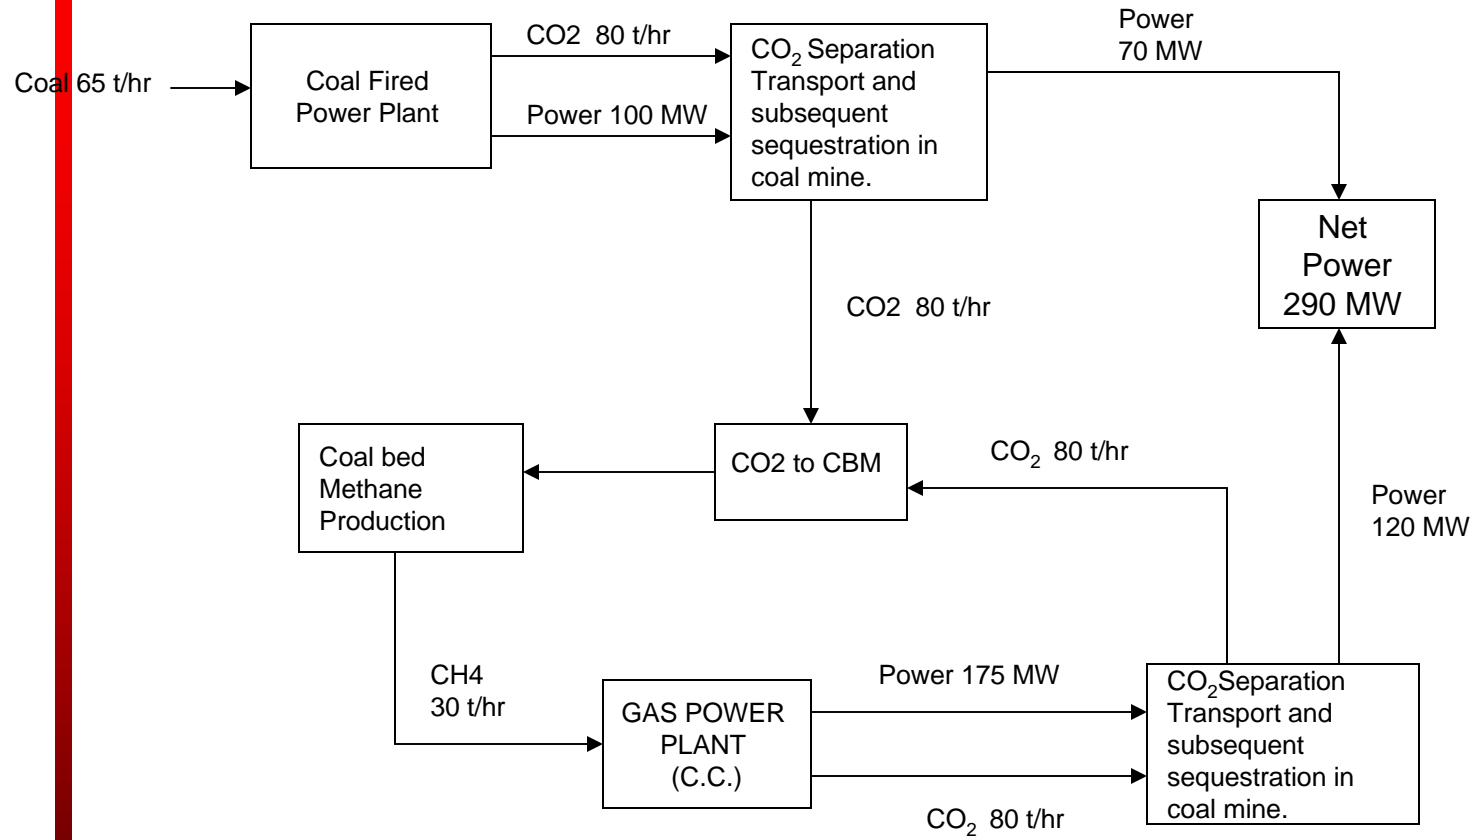 Coal 65 t/hr
Coal Fired
Power Plant
CO2  80 t/hr
Power 100 MW
CO2 Separation
Transport and
subsequent
sequestration in
coal mine.
Power
70 MW
Net
Power
290 MW
CO2  80 t/hr
Coal bed
Methane
Production
CO2 to CBM
CO2  80 t/hr
Power
120 MW
CH4
30 t/hr
GAS POWER
PLANT
(C.C.)
Power 175 MW
CO2  80 t/hr
CO2Separation
Transport and
subsequent
sequestration in
coal mine.